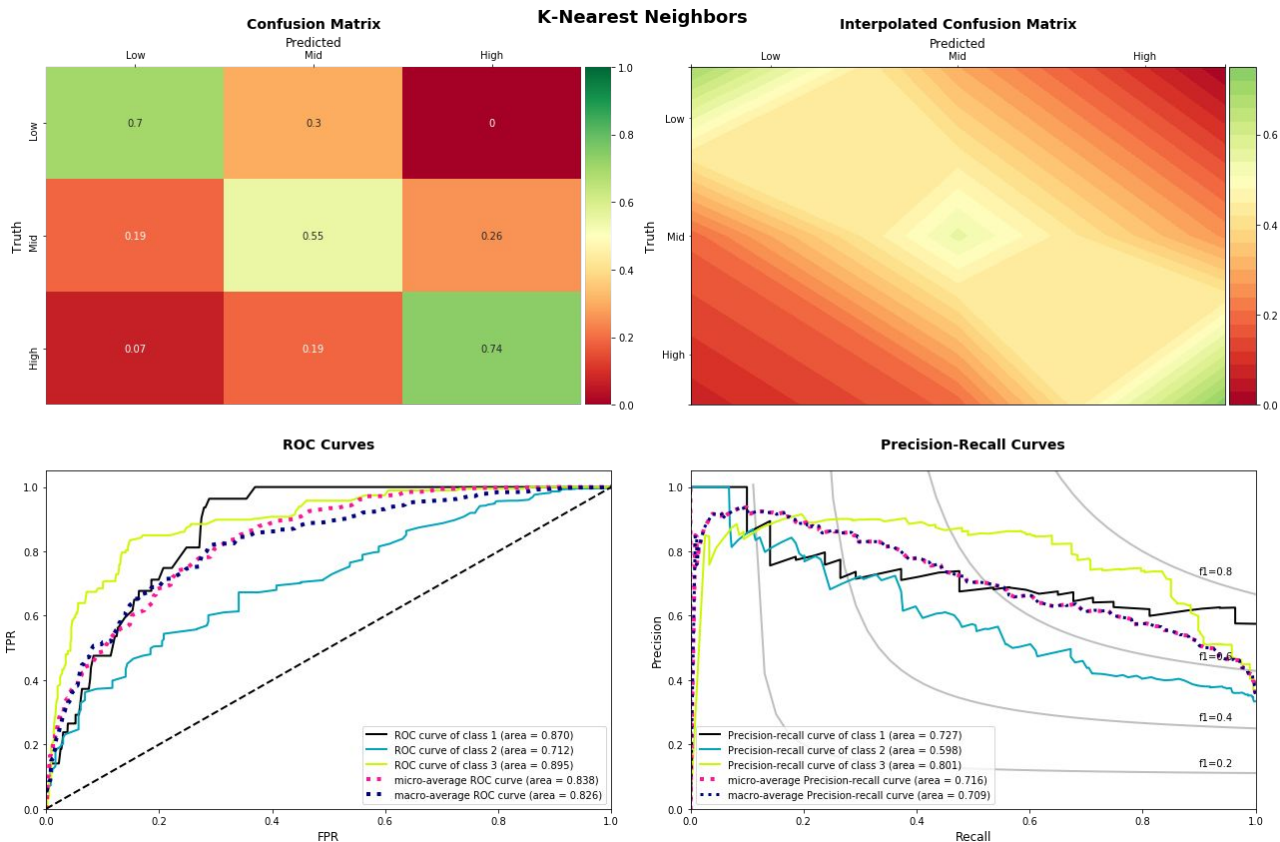 K-Nearest Neighbors
Confusion Matrix
Predicted
Low Mid High
Truth
Low
Mid
High
0.7 0.3 0
0.19 0.55 0.26
0.07 0.19 0.74
1.0
0.8
0.6
0.4
0.2
0.0
Interpolated Confusion Matrix
Predicted
Low Mid High
Truth
Low
Mid
High
0.6
0.4
0.2
0.0
ROC Curves
TPR
1.0
0.8
0.6
0.4
0.2
0.0
ROC curve of class 1 (area = 0.870)
ROC curve of class 2 (area = 0.712)
ROC curve of class 3 (area = 0.895)
micro-average ROC curve (area = 0.838)
macro-average ROC curve (area = 0.826)
0.0 0.2 0.4 0.6 0.8 1.0
FPR
Precision-Recall Curves
Precision
1.0
0.8
0.6
0.4
0.2
0.0
f1=0.8
f1=0.6
f1=0.4
f1=0.2
Precision-recall curve of class 1 (area = 0.727)
Precision-recall curve of class 2 (area = 0.598)
Precision-recall curve of class 3 (area = 0.801)
micro-average Precision-recall curve (area = 0.716)
macro-average Precision-recall curve (area = 0.709)
0.0 0.2 0.4 0.6 0.8 1.0
Recall